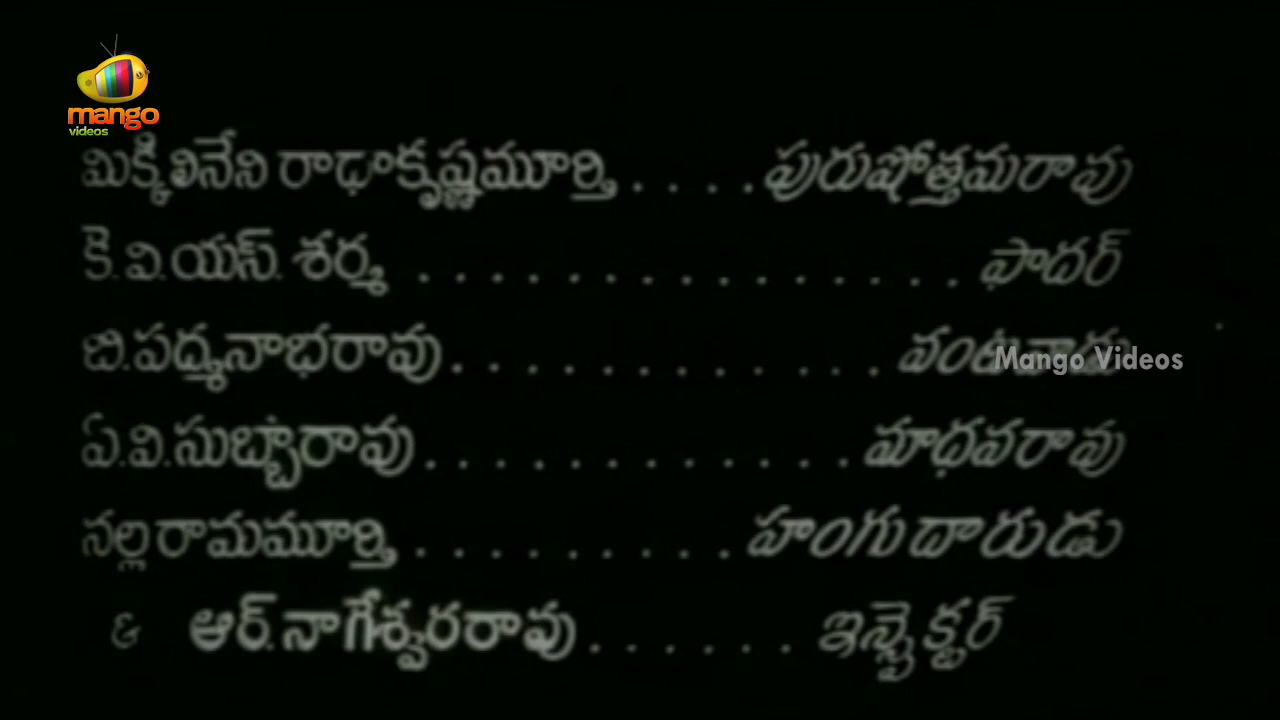 mango
videos
మిక్కిలినేని రాధాకృష్ణమూర్తి . . . . పురుషోత్తమరావు
కె. వి. యస్. శర్మ . . . . . . . . . . . . . . . ఫాదర్
బి. పద్మనాభరావు . . . . . . . . . . . . వంటవాడు
Mango Videos
ఏ. వి. సుబ్బారావు . . . . . . . . . . . . మాధవరావు
నల్ల రామమూర్తి . . . . . . . . . హంగుదారుడు
& ఆర్. నాగేశ్వరరావు . . . . . . ఇన్స్పెక్టర్